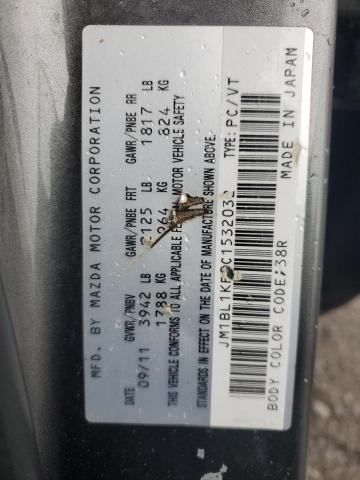 MFD. BY MAZDA MOTOR CORPORATION
DATE GVWR/PNBV GAWR/PNBE FRT GAWR/PNBE RR
09/11 3942 LB 2125 LB 1817 LB
1788 KG 964 KG 824 KG
THIS VEHICLE CONFORMS TO ALL APPLICABLE MOTOR VEHICLE SAFETY
STANDARDS IN EFFECT ON THE DATE OF MANUFACTURE SHOWN ABOVE.
TYPE: PC/VT
BODY COLOR CODE;38R MADE IN JAPAN